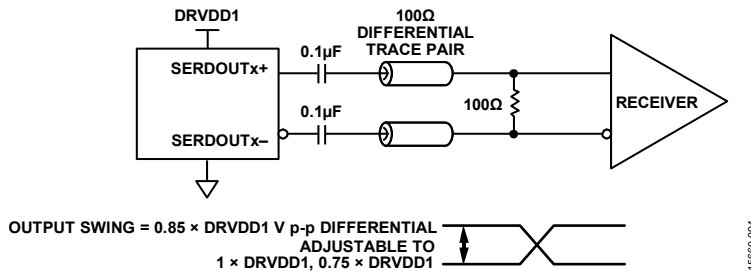 DRVDD1
100Ω
DIFFERENTIAL
TRACE PAIR
0.1µF
SERDOUTx+
100Ω
RECEIVER
0.1µF
SERDOUTx–
OUTPUT SWING = 0.85 × DRVDD1 V p-p DIFFERENTIAL
ADJUSTABLE TO
1 × DRVDD1, 0.75 × DRVDD1